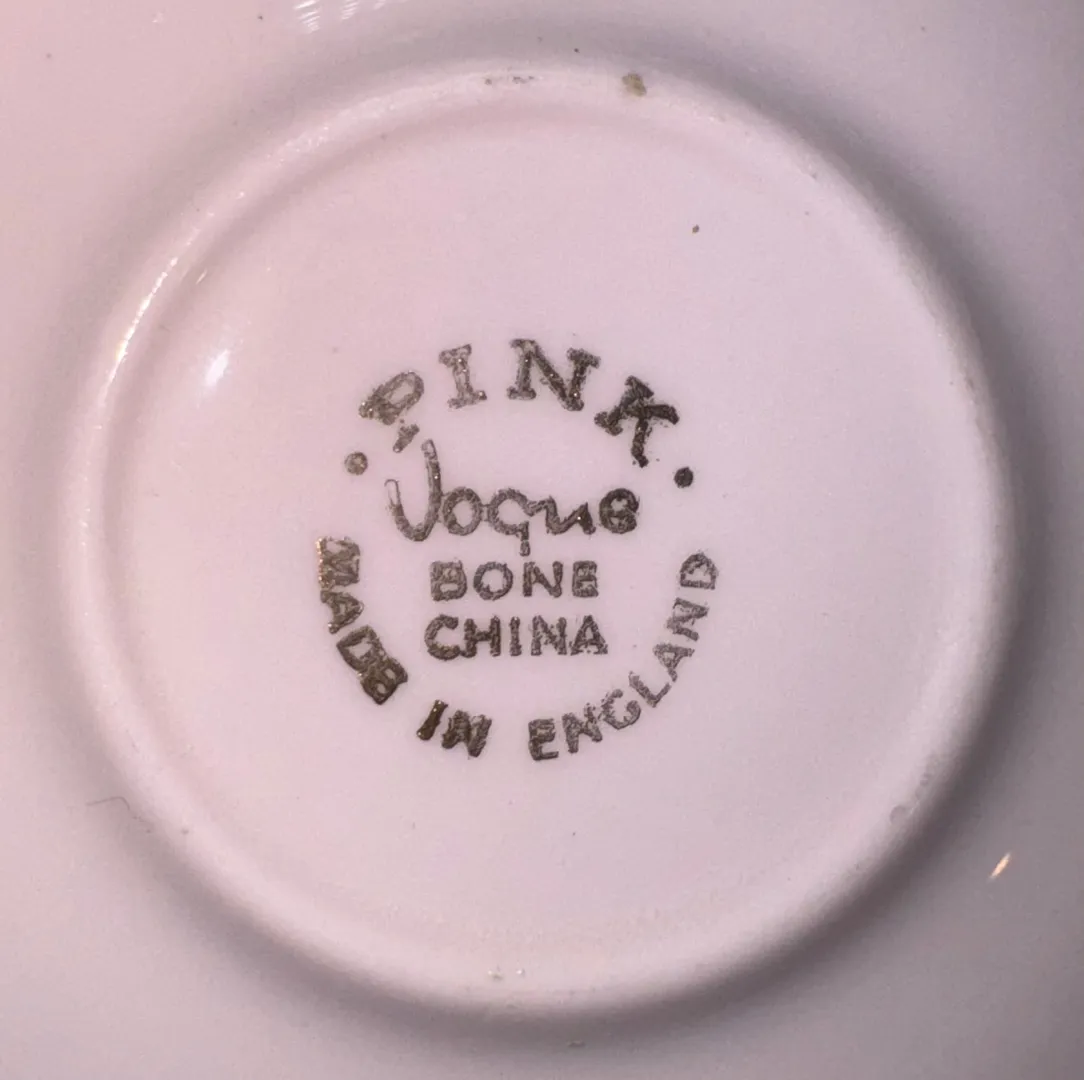 • PINK •
Vogue
BONE
CHINA
MADE IN ENGLAND